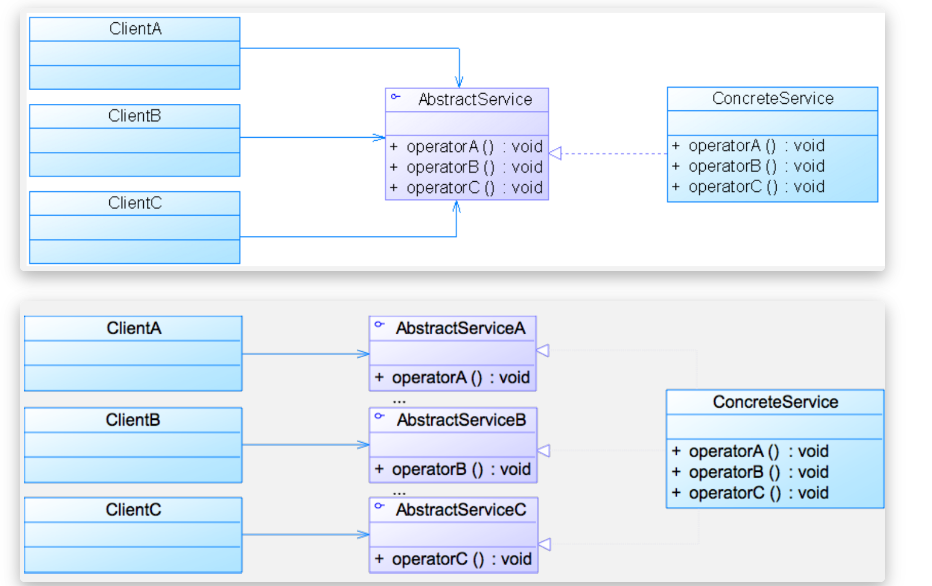 ClientA
AbstractService
ConcreteService
ClientB
+ operatorA () : void
+ operatorB () : void
+ operatorC () : void
+ operatorA () : void
+ operatorB () : void
+ operatorC () : void
ClientC
ClientA
AbstractServiceA
+ operatorA () : void
...
ClientB
AbstractServiceB
+ operatorB () : void
...
ClientC
AbstractServiceC
+ operatorC () : void
ConcreteService
+ operatorA () : void
+ operatorB () : void
+ operatorC () : void